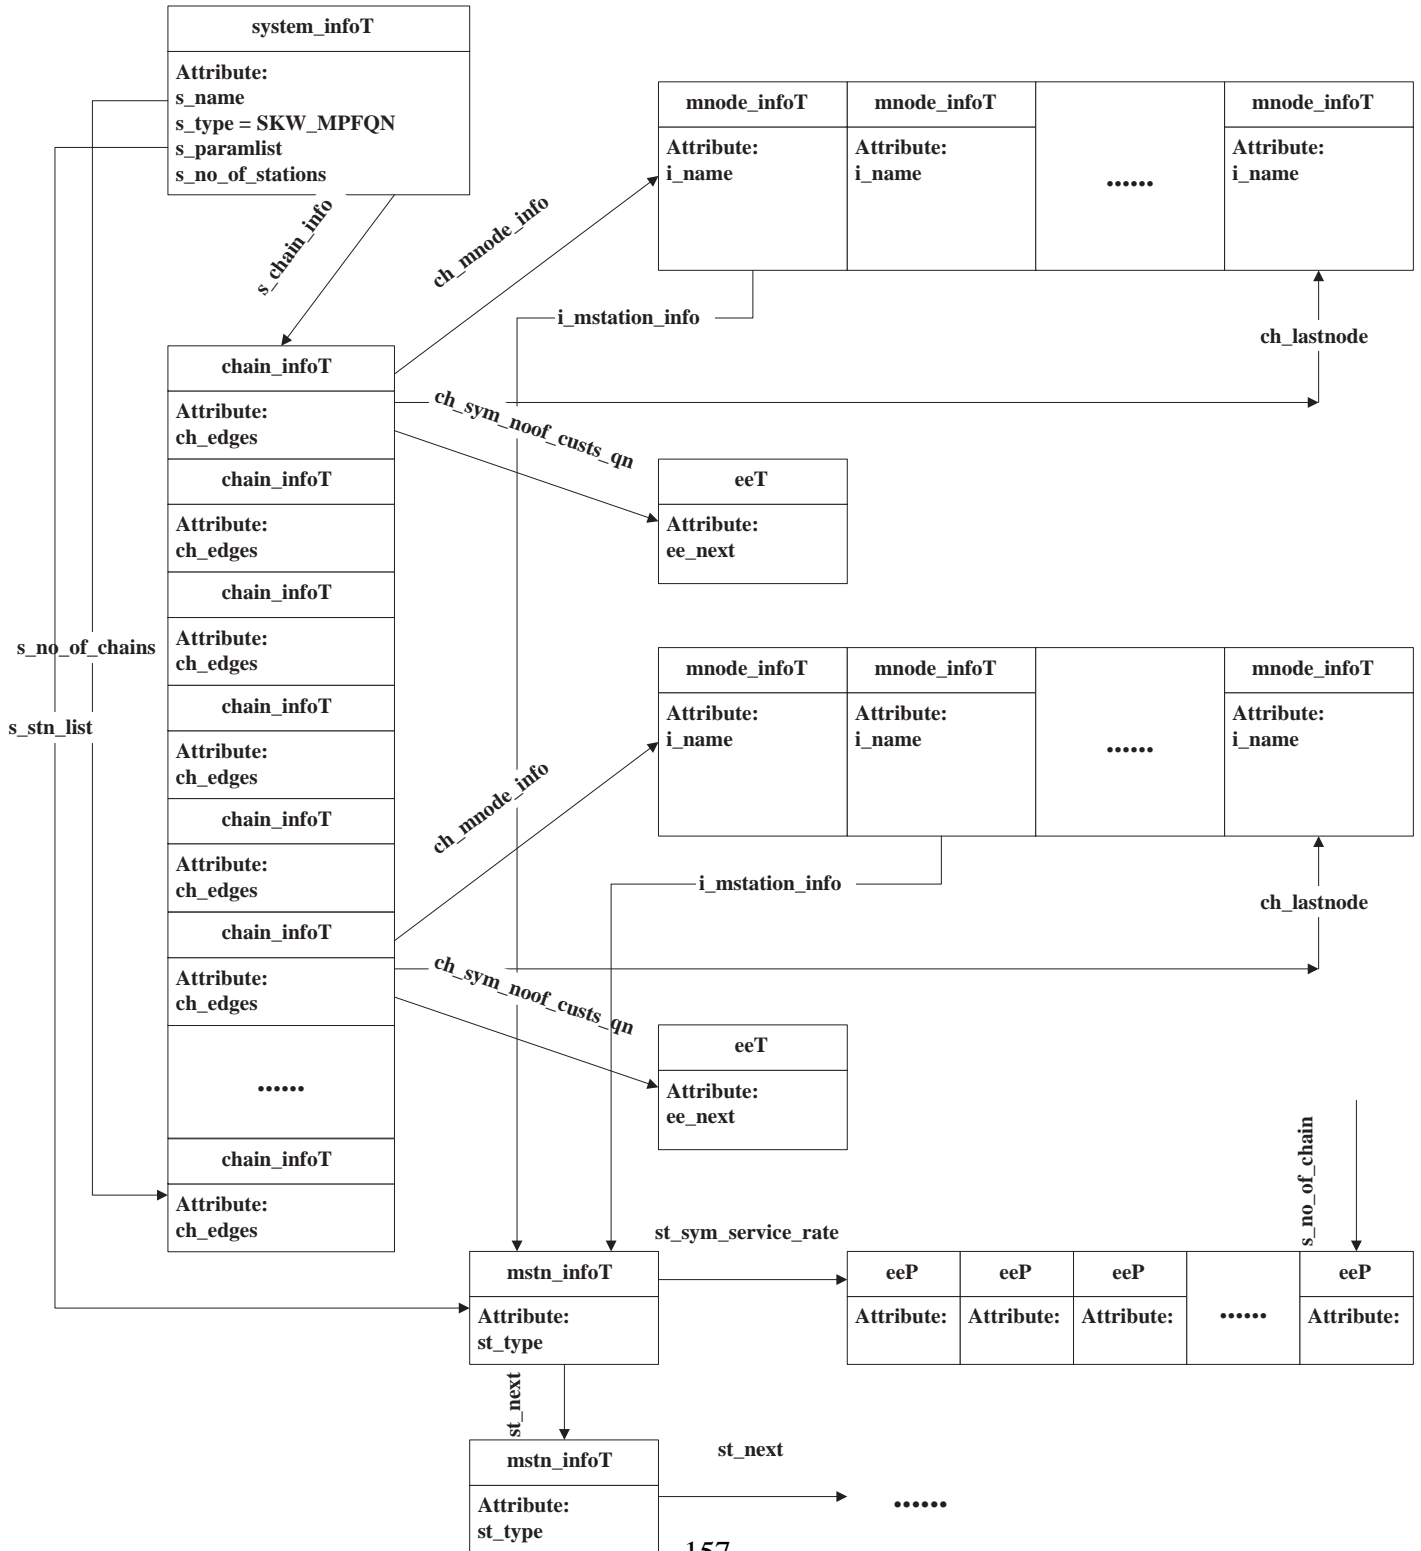 system_infoT
Attribute:
s_name
s_type = SKW_MPFQN
s_paramlist
s_no_of_stations
s_chain_info
ch_mnode_info
mnode_infoT
Attribute:
i_name
mnode_infoT
Attribute:
i_name
......
mnode_infoT
Attribute:
i_name
i_mstation_info
ch_lastnode
chain_infoT
Attribute:
ch_edges
ch_sym_noof_custs_qn
eeT
Attribute:
ee_next
chain_infoT
Attribute:
ch_edges
chain_infoT
Attribute:
ch_edges
s_no_of_chains
s_stn_list
chain_infoT
Attribute:
ch_edges
chain_infoT
Attribute:
ch_edges
ch_mnode_info
mnode_infoT
Attribute:
i_name
mnode_infoT
Attribute:
i_name
......
mnode_infoT
Attribute:
i_name
i_mstation_info
ch_lastnode
chain_infoT
Attribute:
ch_edges
ch_sym_noof_custs_qn
eeT
Attribute:
ee_next
......
chain_infoT
Attribute:
ch_edges
s_no_of_chain
st_sym_service_rate
mstn_infoT
Attribute:
st_type
eeP
Attribute:
eeP
Attribute:
eeP
Attribute:
......
eeP
Attribute:
st_next
mstn_infoT
Attribute:
st_type
st_next
......
157